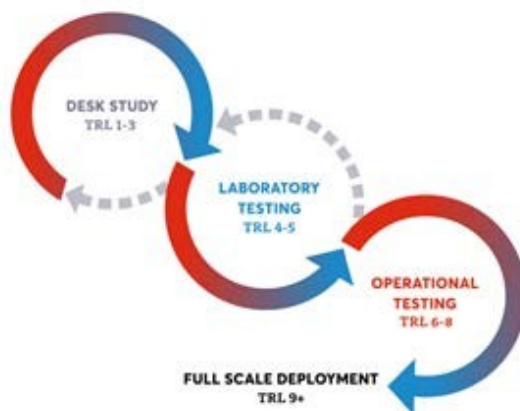 DESK STUDY
TRL 1-3
LABORATORY
TESTING
TRL 4-5
OPERATIONAL
TESTING
TRL 6-8
FULL SCALE DEPLOYMENT
TRL 9+